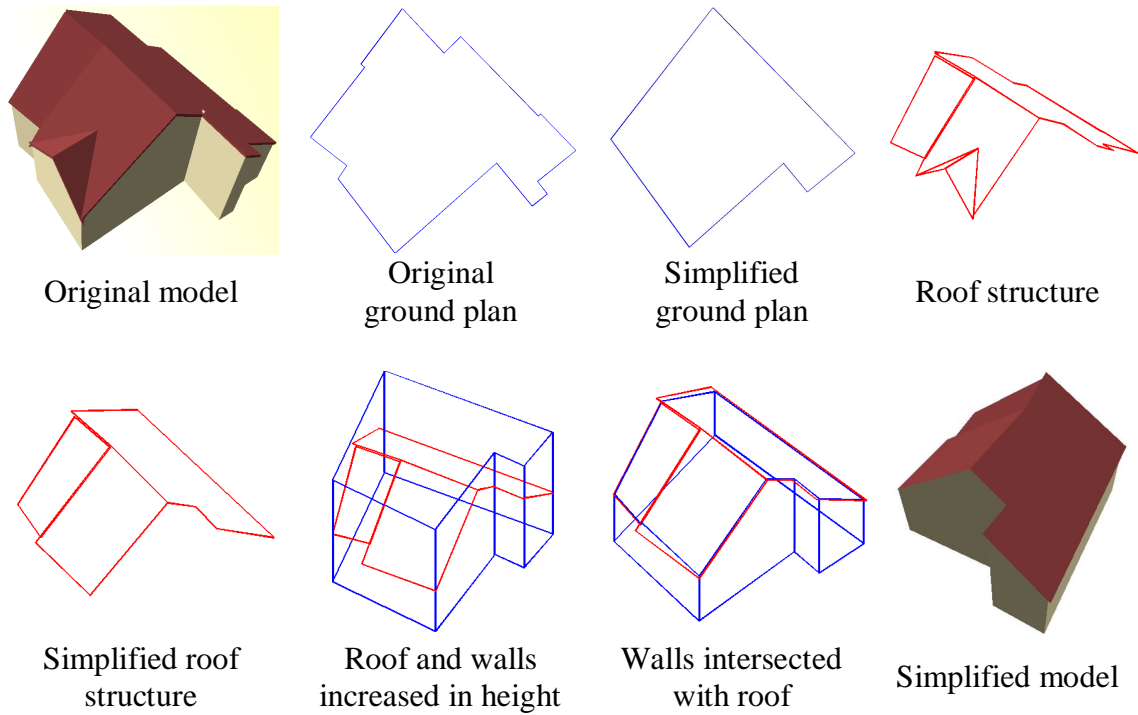 Original model
Original
ground plan
Simplified
ground plan
Roof structure
Simplified roof
structure
Roof and walls
increased in height
Walls intersected
with roof
Simplified model